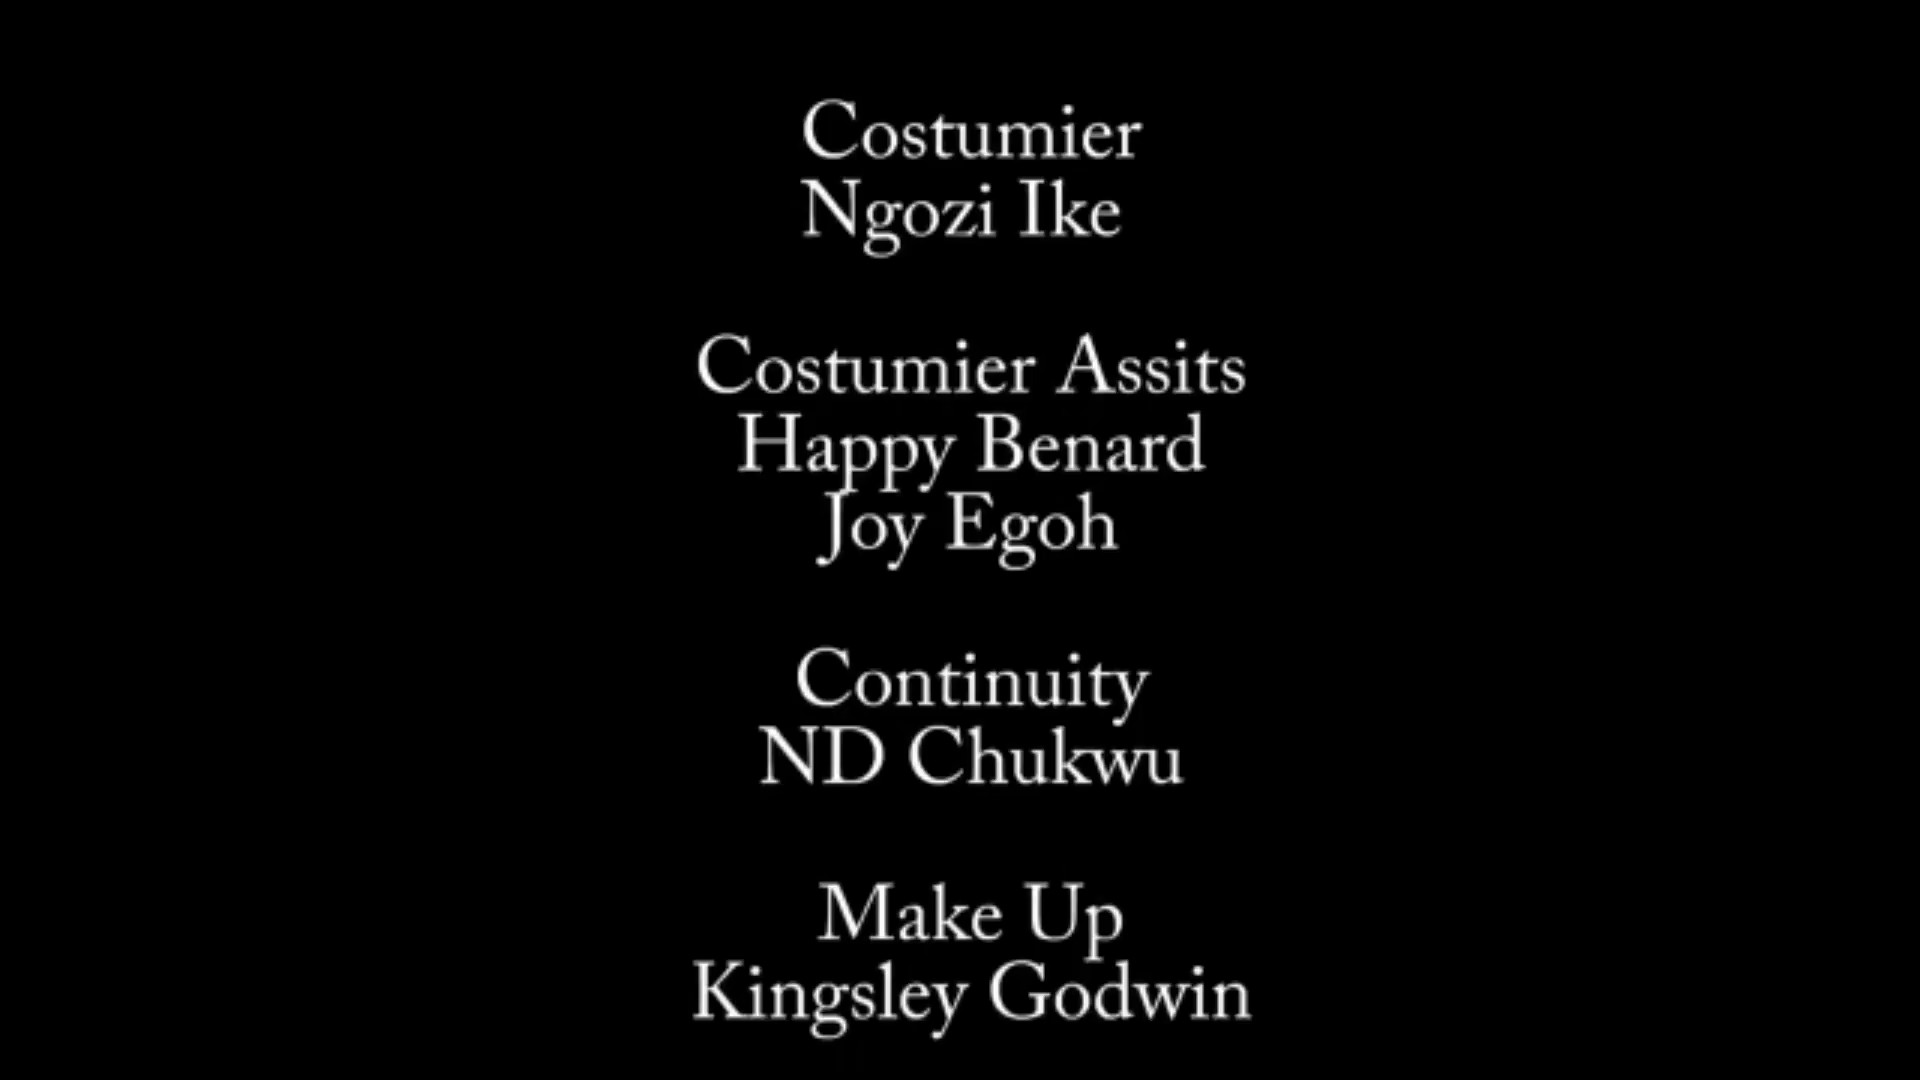 Costumier
Ngozi Ike
Costumier Assits
Happy Benard
Joy Egoh
Continuity
ND Chukwu
Make Up
Kingsley Godwin